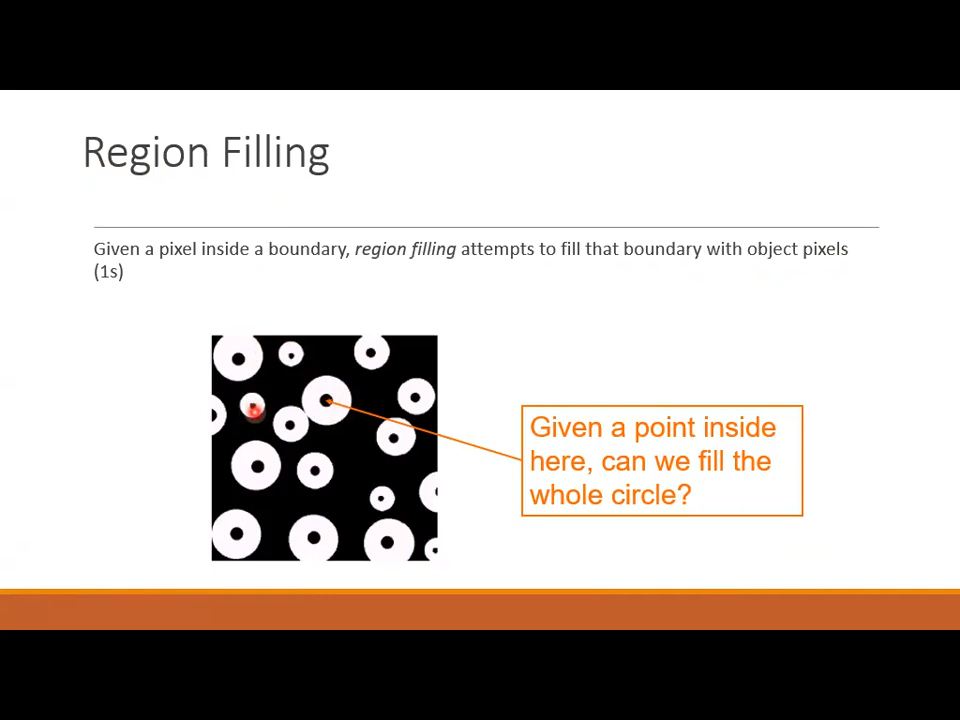 Region Filling
Given a pixel inside a boundary, region filling attempts to fill that boundary with object pixels
(1s)
Given a point inside
here, can we fill the
whole circle?